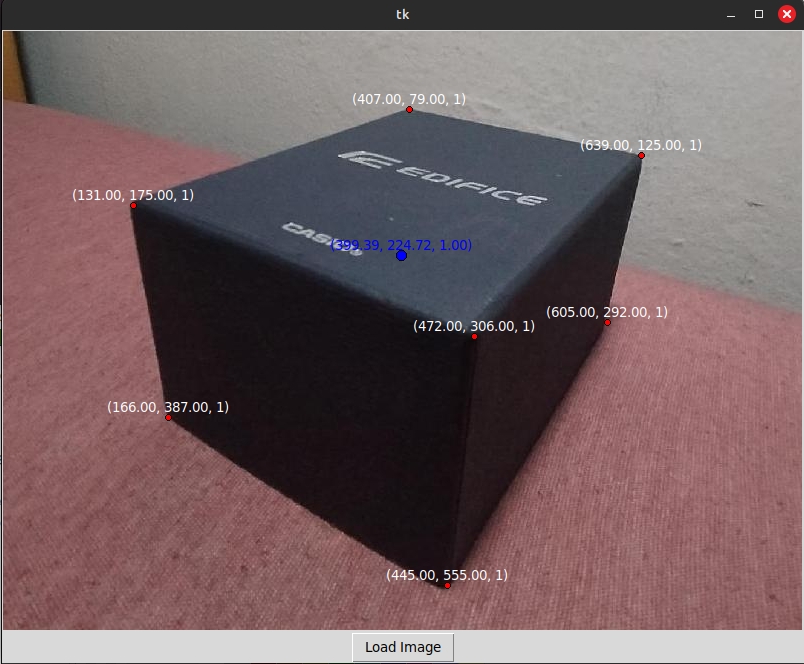 tk
(407.00, 79.00, 1)
(639.00, 125.00, 1)
EDIFICE
(131.00, 175.00, 1)
(399.39, 224.72, 1.00)
(605.00, 292.00, 1)
(472.00, 306.00, 1)
(166.00, 387.00, 1)
(445.00, 555.00, 1)
Load Image